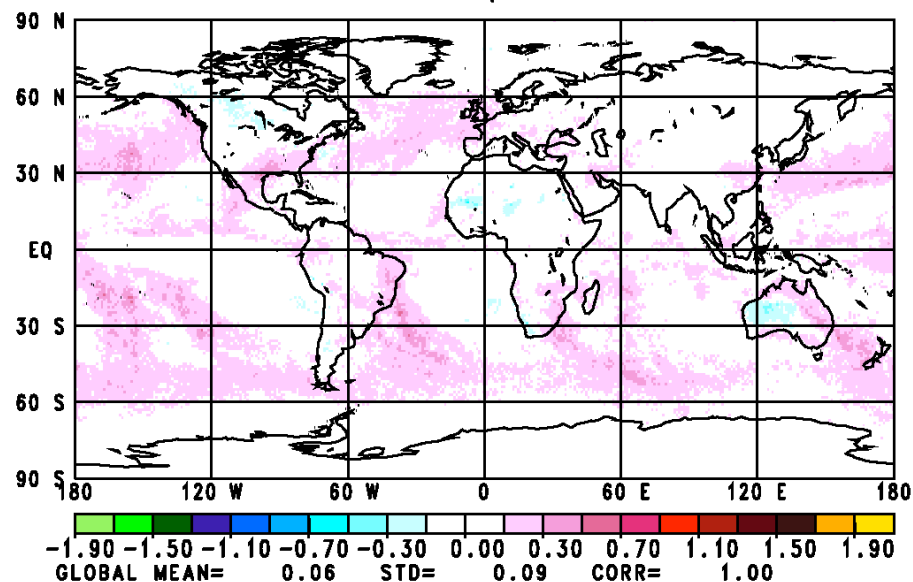 90 N
60 N
30 N
EQ
30 S
60 S
90 S
180 120 W 60 W 0 60 E 120 E 180
-1.90 -1.50 -1.10 -0.70 -0.30 0.00 0.30 0.70 1.10 1.50 1.90
GLOBAL MEAN= 0.06 STD= 0.09 CORR= 1.00